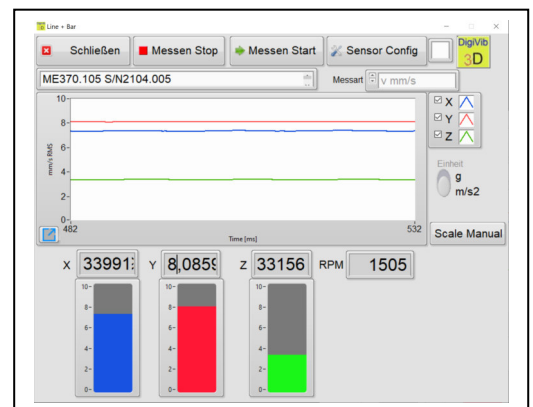 Line + Bar
Schließen
Messen Stop
Messen Start
Sensor Config
DigiVib
3D
ME370.105 S/N2104.005
Messart
v mm/s
10-
8-
6-
4-
2-
0-
mm/s RMS
482
532
Time [ms]
X
Y
Z
Einheit
g
m/s2
Scale Manual
X
33991
Y
8,0859
Z
33156
RPM
1505
10-
8-
6-
4-
2-
0-
10-
8-
6-
4-
2-
0-
10-
8-
6-
4-
2-
0-